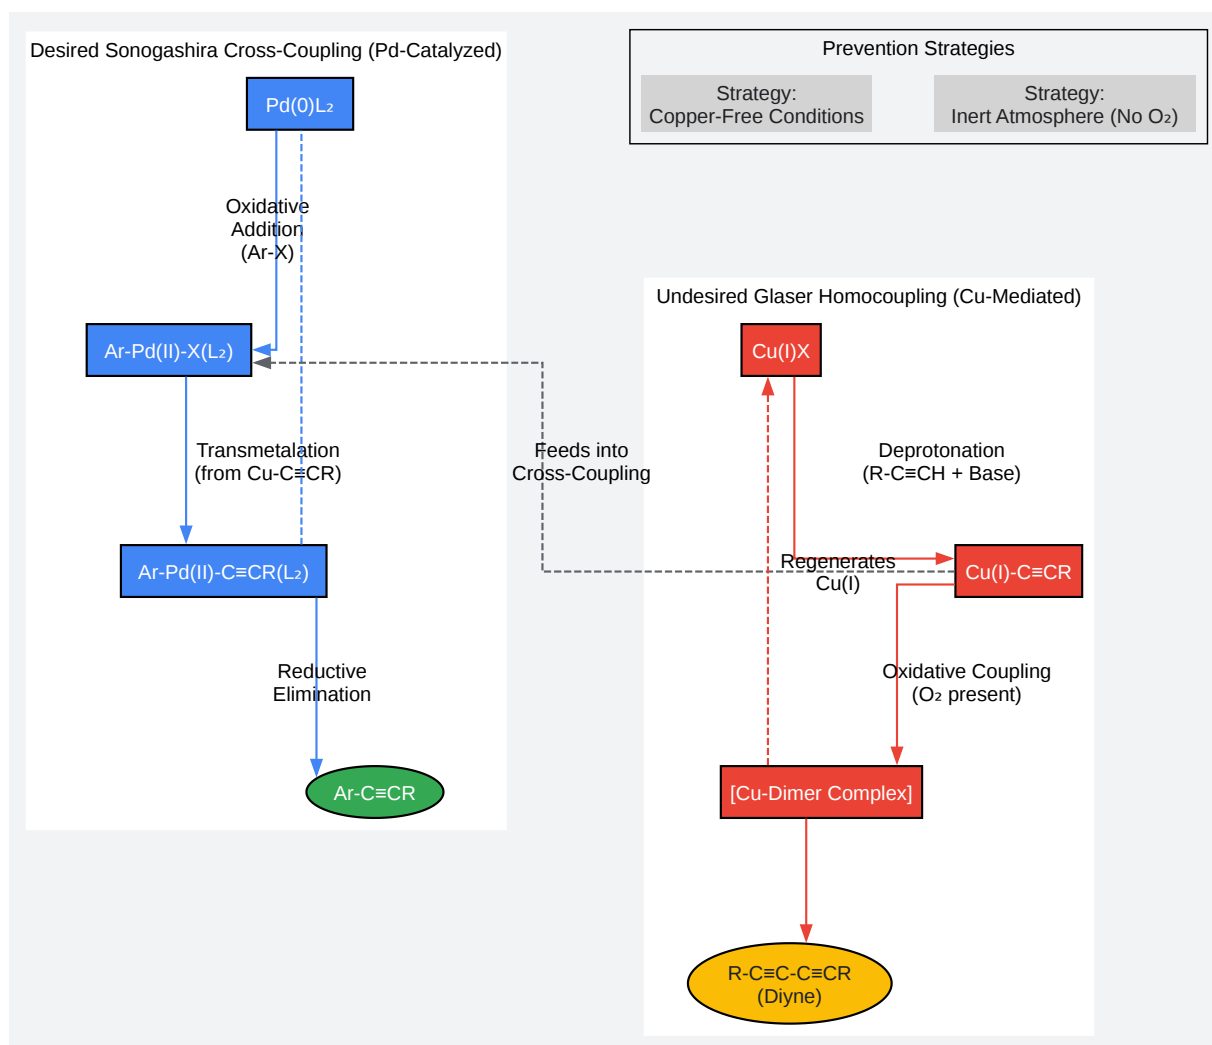 Desired Sonogashira Cross-Coupling (Pd-Catalyzed)
Pd(0)L₂
Oxidative
Addition
(Ar-X)
Ar-Pd(II)-X(L₂)
Transmetalation
(from Cu-C≡CR)
Ar-Pd(II)-C≡CR(L₂)
Reductive
Elimination
Ar-C≡CR
Feeds into
Cross-Coupling
Prevention Strategies
Strategy:
Copper-Free Conditions
Strategy:
Inert Atmosphere (No O₂)
Undesired Glaser Homocoupling (Cu-Mediated)
Cu(I)X
Deprotonation
(R-C≡CH + Base)
Regenerates
Cu(I)
Cu(I)-C≡CR
Oxidative Coupling
(O₂ present)
[Cu-Dimer Complex]
R-C≡C-C≡CR
(Diyne)